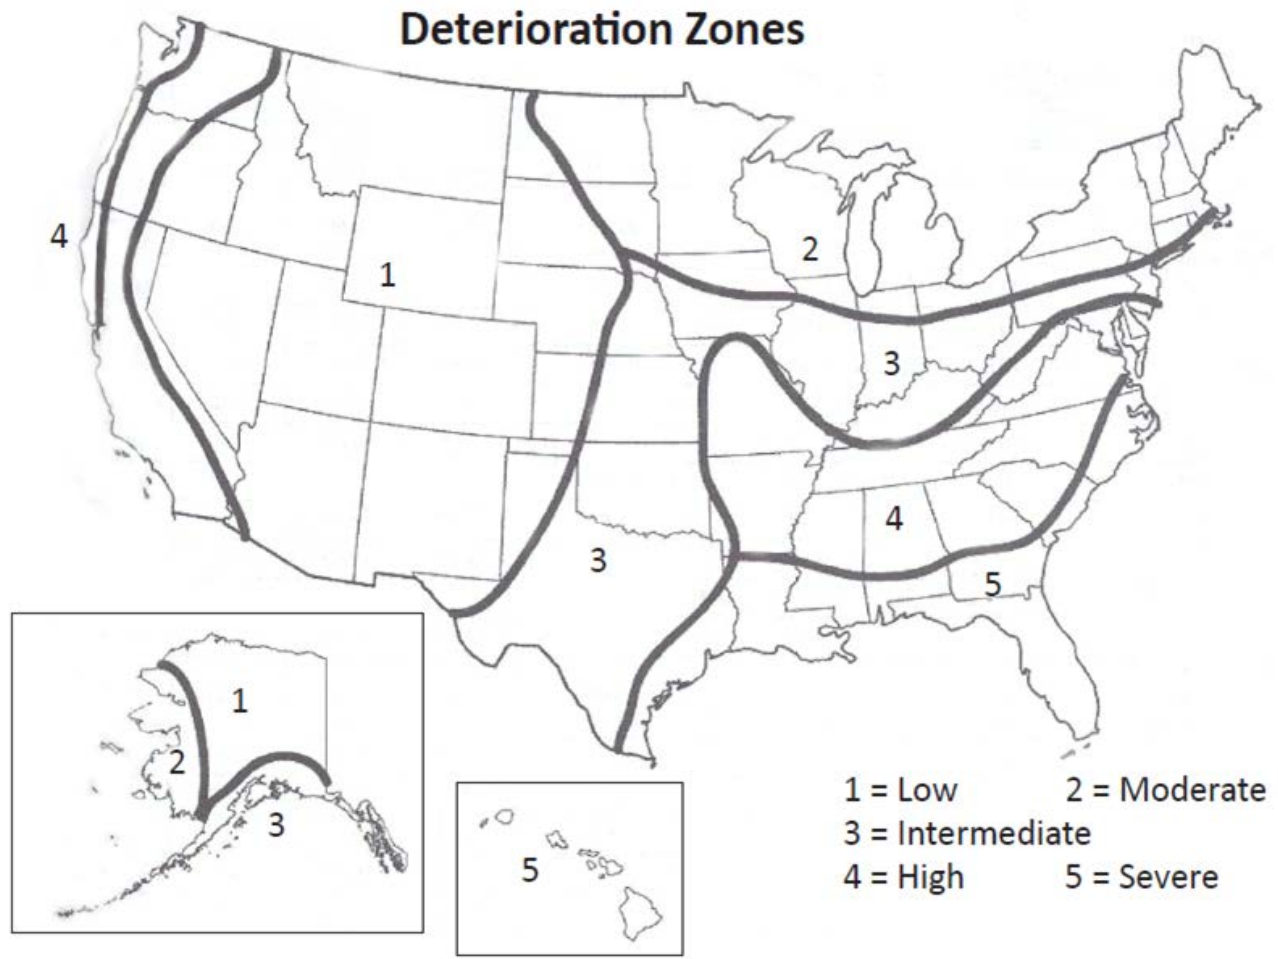 Deterioration Zones
4
1
2
3
3
4
5
1
2
3
5
1 = Low 2 = Moderate
3 = Intermediate
4 = High 5 = Severe